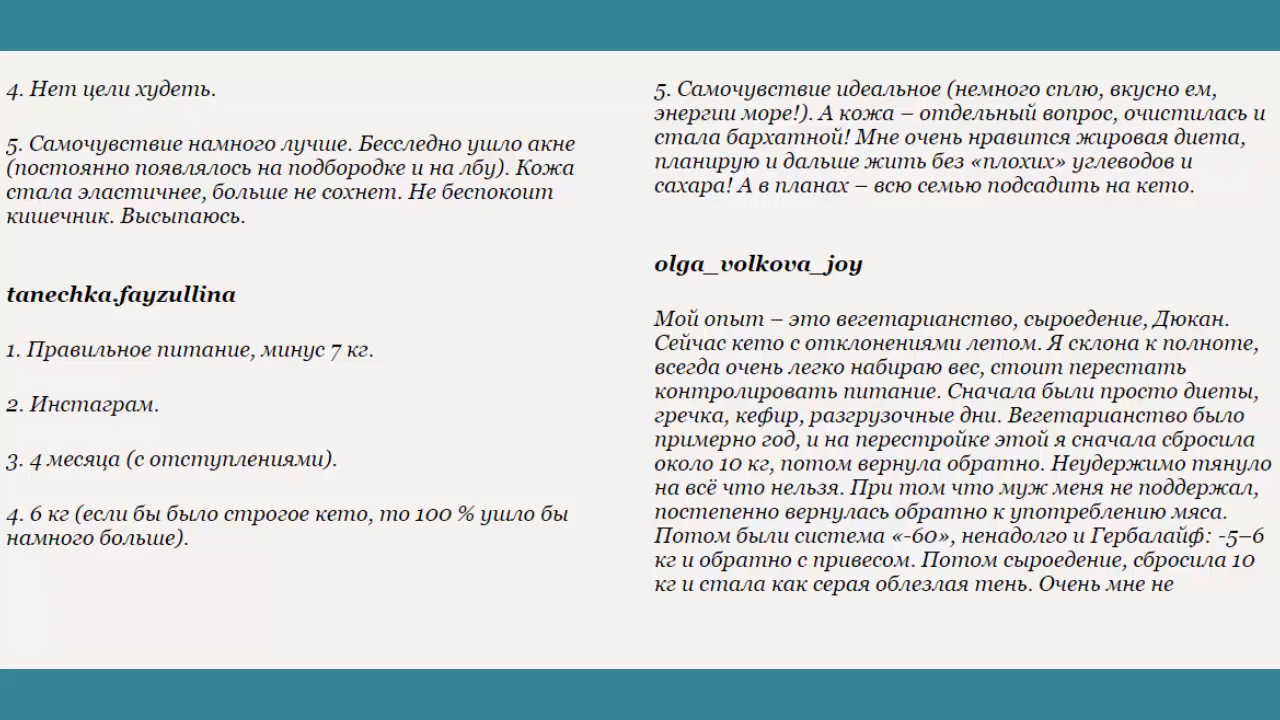 4. Нет цели худеть.
5. Самочувствие намного лучше. Бесследно ушло акне
(постоянно появлялось на подбородке и на лбу). Кожа
стала эластичнее, больше не сохнет. Не беспокоит
кишечник. Высыпаюсь.
tanechka.fayzullina
1. Правильное питание, минус 7 кг.
2. Инстаграм.
3. 4 месяца (с отступлениями).
4. 6 кг (если бы было строгое кето, то 100 % ушло бы
намного больше).
5. Самочувствие идеальное (немного сплю, вкусно ем,
энергии море!). А кожа – отдельный вопрос, очистилась и
стала бархатной! Мне очень нравится жировая диета,
планирую и дальше жить без «плохих» углеводов и
сахара! А в планах – всю семью подсадить на кето.
olga_volkova_joy
Мой опыт – это вегетарианство, сыроедение, Дюкан.
Сейчас кето с отклонениями летом. Я склона к полноте,
всегда очень легко набираю вес, стоит перестать
контролировать питание. Сначала были просто диеты,
гречка, кефир, разгрузочные дни. Вегетарианство было
примерно год, и на перестройке этой я сначала сбросила
около 10 кг, потом вернула обратно. Неудержимо тянуло
на всё что нельзя. При том что муж меня не поддержал,
постепенно вернулась обратно к употреблению мяса.
Потом были система «-60», ненадолго и Гербалайф: -5–6
кг и обратно с привесом. Потом сыроедение, сбросила 10
кг и стала как серая облезлая тень. Очень мне не